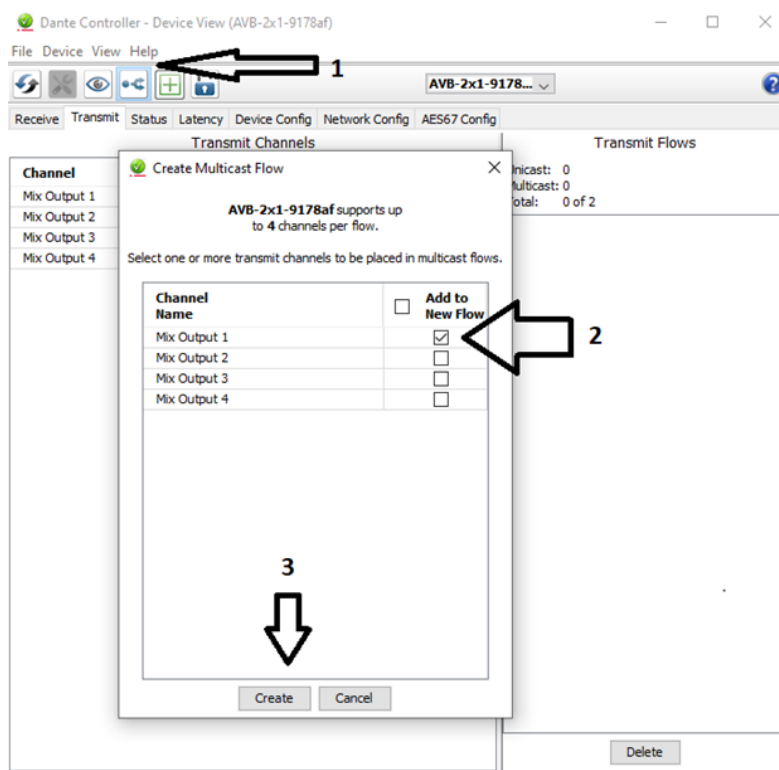 Dante Controller - Device View (AVB-2x1-9178af)
File Device View Help
1
AVB-2x1-9178...
?
Receive Transmit Status Latency Device Config Network Config AES67 Config
Transmit Channels
Transmit Flows
Channel
Mix Output 1
Mix Output 2
Mix Output 3
Mix Output 4
Unicast: 0
Multicast: 0
Total: 0 of 2
Create Multicast Flow
AVB-2x1-9178af supports up
to 4 channels per flow.
Select one or more transmit channels to be placed in multicast flows.
Channel
Name
Add to
New Flow
Mix Output 1
Mix Output 2
Mix Output 3
Mix Output 4
2
3
Create Cancel
Delete